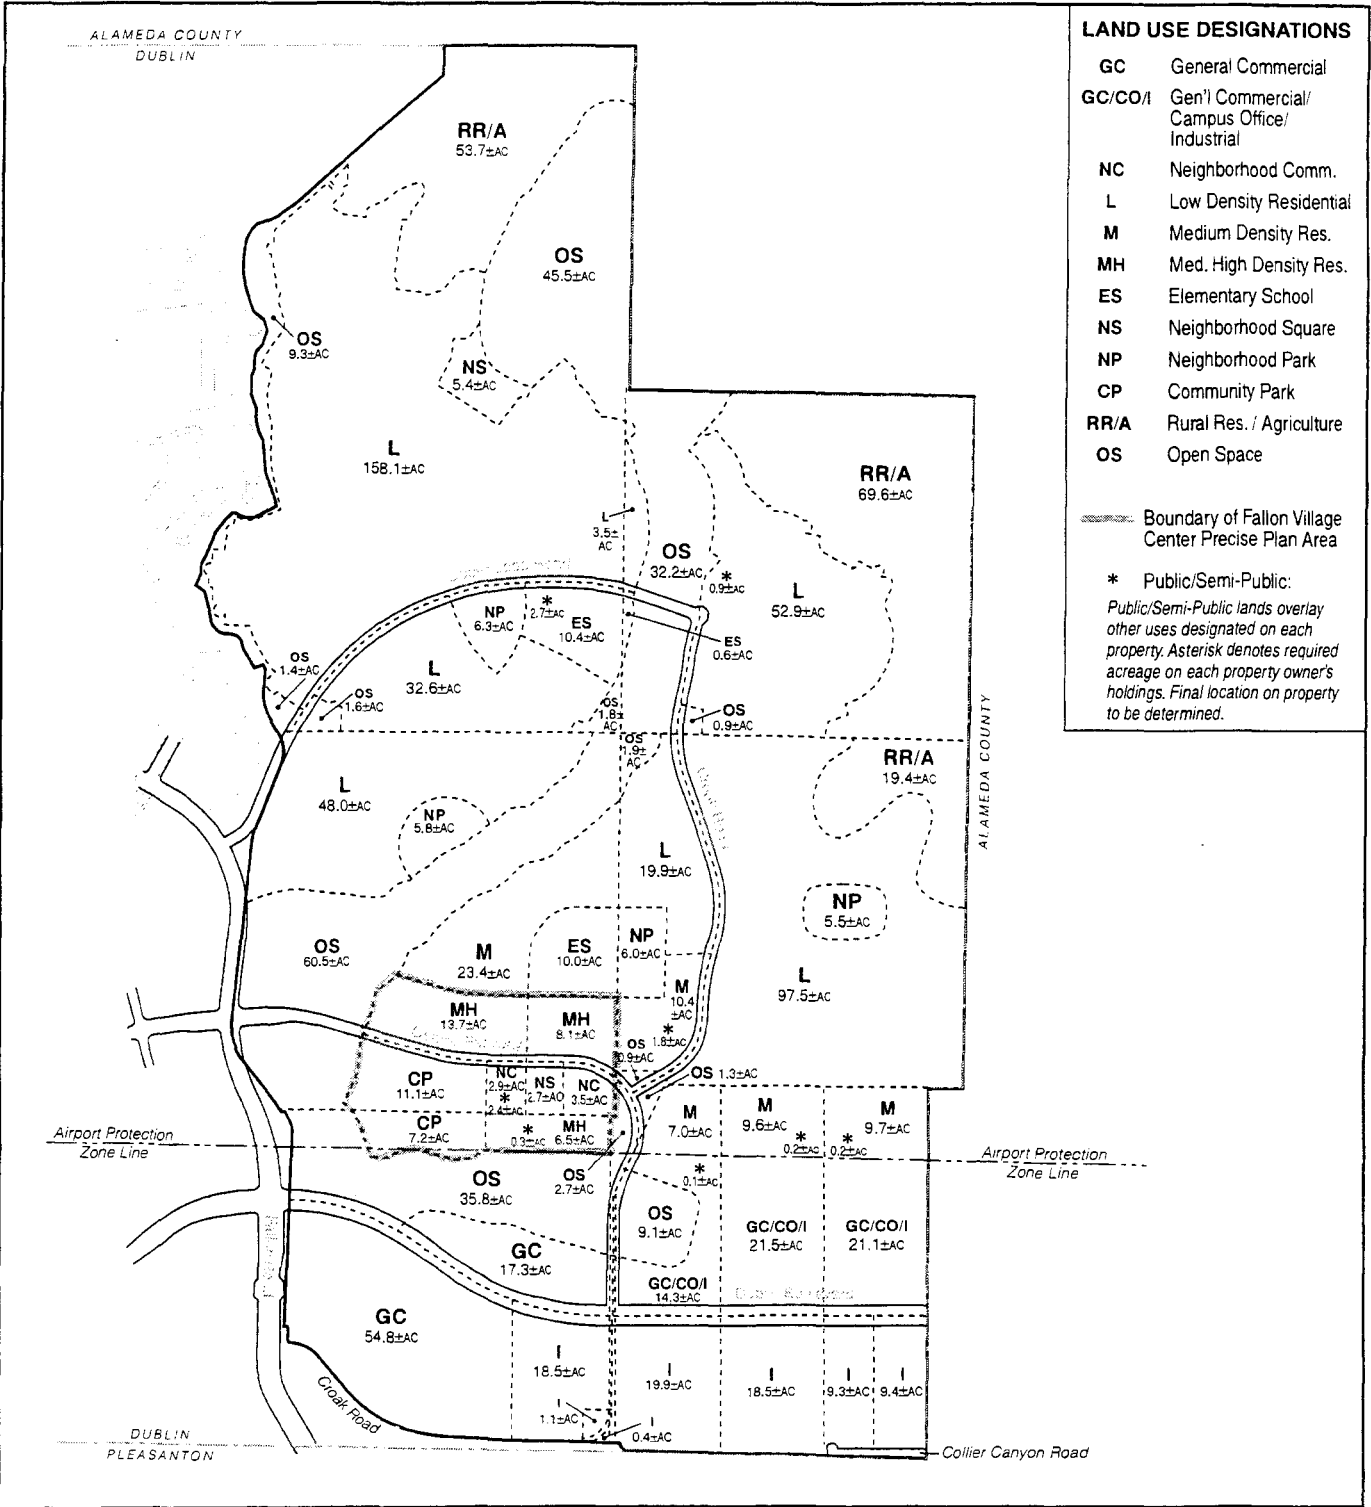 ALAMEDA COUNTY
DUBLIN
RR/A
53.7±AC
OS
45.5±AC
OS
9.3±AC
NS
5.4±AC
L
158.1±AC
RR/A
69.6±AC
L
3.5±
AC
OS
32.2±AC
*
0.9±AC
L
52.9±AC
NP
6.3±AC
*
2.7±AC
ES
10.4±AC
ES
0.6±AC
OS
1.4±AC
L
32.6±AC
OS
1.6±AC
OS
1.8±
AC
OS
0.9±AC
OS
1.9±
AC
RR/A
19.4±AC
ALAMEDA COUNTY
L
48.0±AC
NP
5.8±AC
L
19.9±AC
NP
5.5±AC
OS
60.5±AC
M
23.4±AC
ES
10.0±AC
NP
6.0±AC
L
97.5±AC
M
10.4
±AC
MH
13.7±AC
MH
8.1±AC
*
1.8±AC
OS
0.9±AC
OS 1.3±AC
CP
11.1±AC
NC
2.9±AC
*
2.4±AC
NS
2.7±AC
NC
3.5±AC
M
7.0±AC
M
9.6±AC
*
0.2±AC
M
9.7±AC
*
0.2±AC
CP
7.2±AC
*
0.3±AC
MH
6.5±AC
Airport Protection
Zone Line
Airport Protection
Zone Line
OS
35.8±AC
OS
2.7±AC
*
0.1±AC
OS
9.1±AC
GC/CO/I
21.5±AC
GC/CO/I
21.1±AC
GC
17.3±AC
GC/CO/I
14.3±AC
GC
54.8±AC
I
18.5±AC
I
19.9±AC
I
18.5±AC
I
9.3±AC
I
9.4±AC
I
1.1±AC
I
0.4±AC
Croak Road
DUBLIN
PLEASANTON
Collier Canyon Road
LAND USE DESIGNATIONS
GC General Commercial
GC/CO/I Gen'l Commercial/
Campus Office/
Industrial
NC Neighborhood Comm.
L Low Density Residential
M Medium Density Res.
MH Med. High Density Res.
ES Elementary School
NS Neighborhood Square
NP Neighborhood Park
CP Community Park
RR/A Rural Res. / Agriculture
OS Open Space
Boundary of Fallon Village
Center Precise Plan Area
* Public/Semi-Public:
Public/Semi-Public lands overlay
other uses designated on each
property. Asterisk denotes required
acreage on each property owner's
holdings. Final location on property
to be determined.